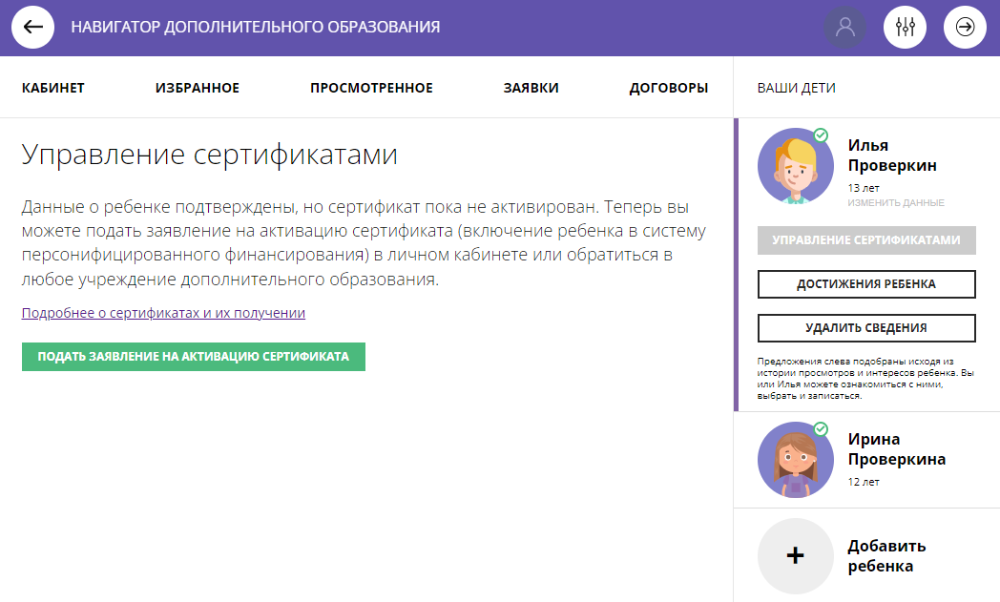 НАВИГАТОР ДОПОЛНИТЕЛЬНОГО ОБРАЗОВАНИЯ
КАБИНЕТ
ИЗБРАННОЕ
ПРОСМОТРЕННОЕ
ЗАЯВКИ
ДОГОВОРЫ
Управление сертификатами
Данные о ребенке подтверждены, но сертификат пока не активирован. Теперь вы
можете подать заявление на активацию сертификата (включение ребенка в систему
персонифицированного финансирования) в личном кабинете или обратиться в
любое учреждение дополнительного образования.
Подробнее о сертификатах и их получении
ПОДАТЬ ЗАЯВЛЕНИЕ НА АКТИВАЦИЮ СЕРТИФИКАТА
ВАШИ ДЕТИ
Илья
Проверкин
13 лет
ИЗМЕНИТЬ ДАННЫЕ
УПРАВЛЕНИЕ СЕРТИФИКАТАМИ
ДОСТИЖЕНИЯ РЕБЕНКА
УДАЛИТЬ СВЕДЕНИЯ
Предложения слева подобраны исходя из
истории просмотров и интересов ребенка. Вы
или Илья можете ознакомиться с ними,
выбрать и записаться.
Ирина
Проверкина
12 лет
+
Добавить
ребенка